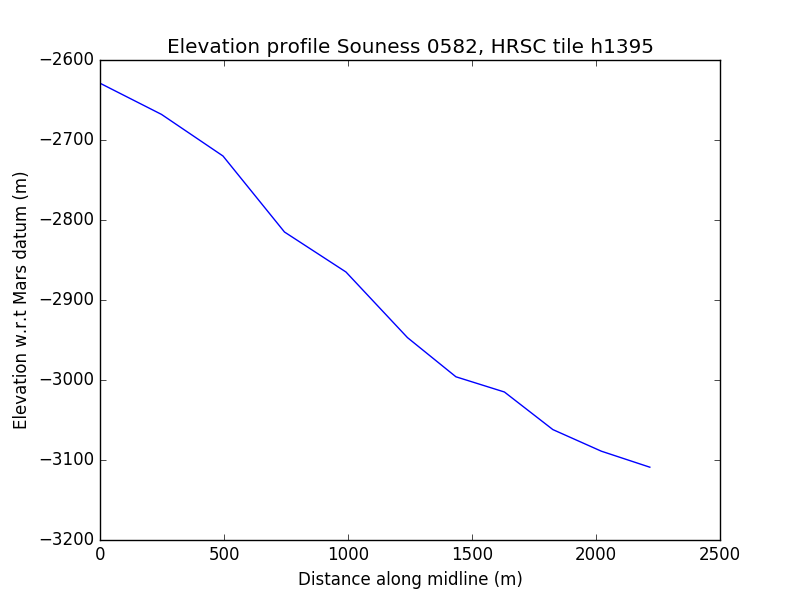 Elevation profile Souness 0582, HRSC tile h1395
−2600
−2700
−2800
−2900
−3000
−3100
−3200
Elevation w.r.t Mars datum (m)
0 500 1000 1500 2000 2500
Distance along midline (m)